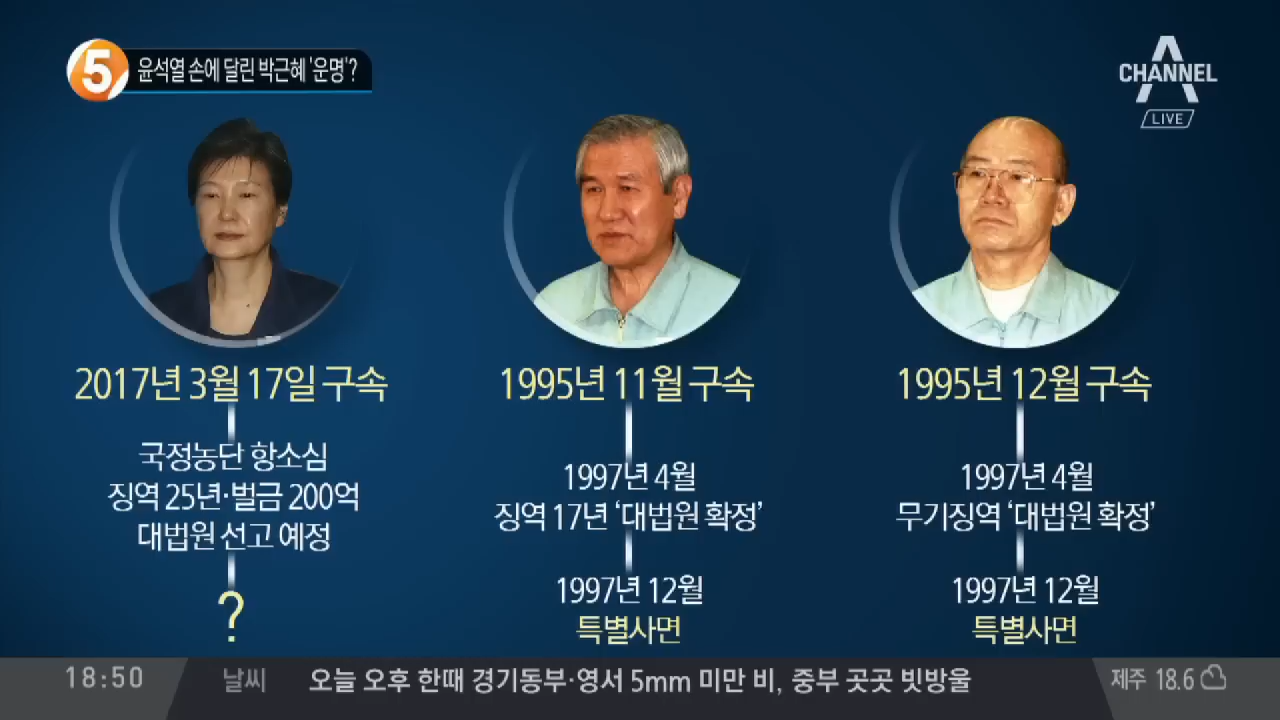 5 윤석열 손에 달린 박근혜 '운명'?
CHANNEL A
LIVE
2017년 3월 17일 구속
국정농단 항소심
징역 25년·벌금 200억
대법원 선고 예정
?
1995년 11월 구속
1997년 4월
징역 17년 '대법원 확정'
1997년 12월
특별사면
1995년 12월 구속
1997년 4월
무기징역 '대법원 확정'
1997년 12월
특별사면
18:50 날씨 오늘 오후 한때 경기동부·영서 5mm 미만 비, 중부 곳곳 빗방울 제주 18.6